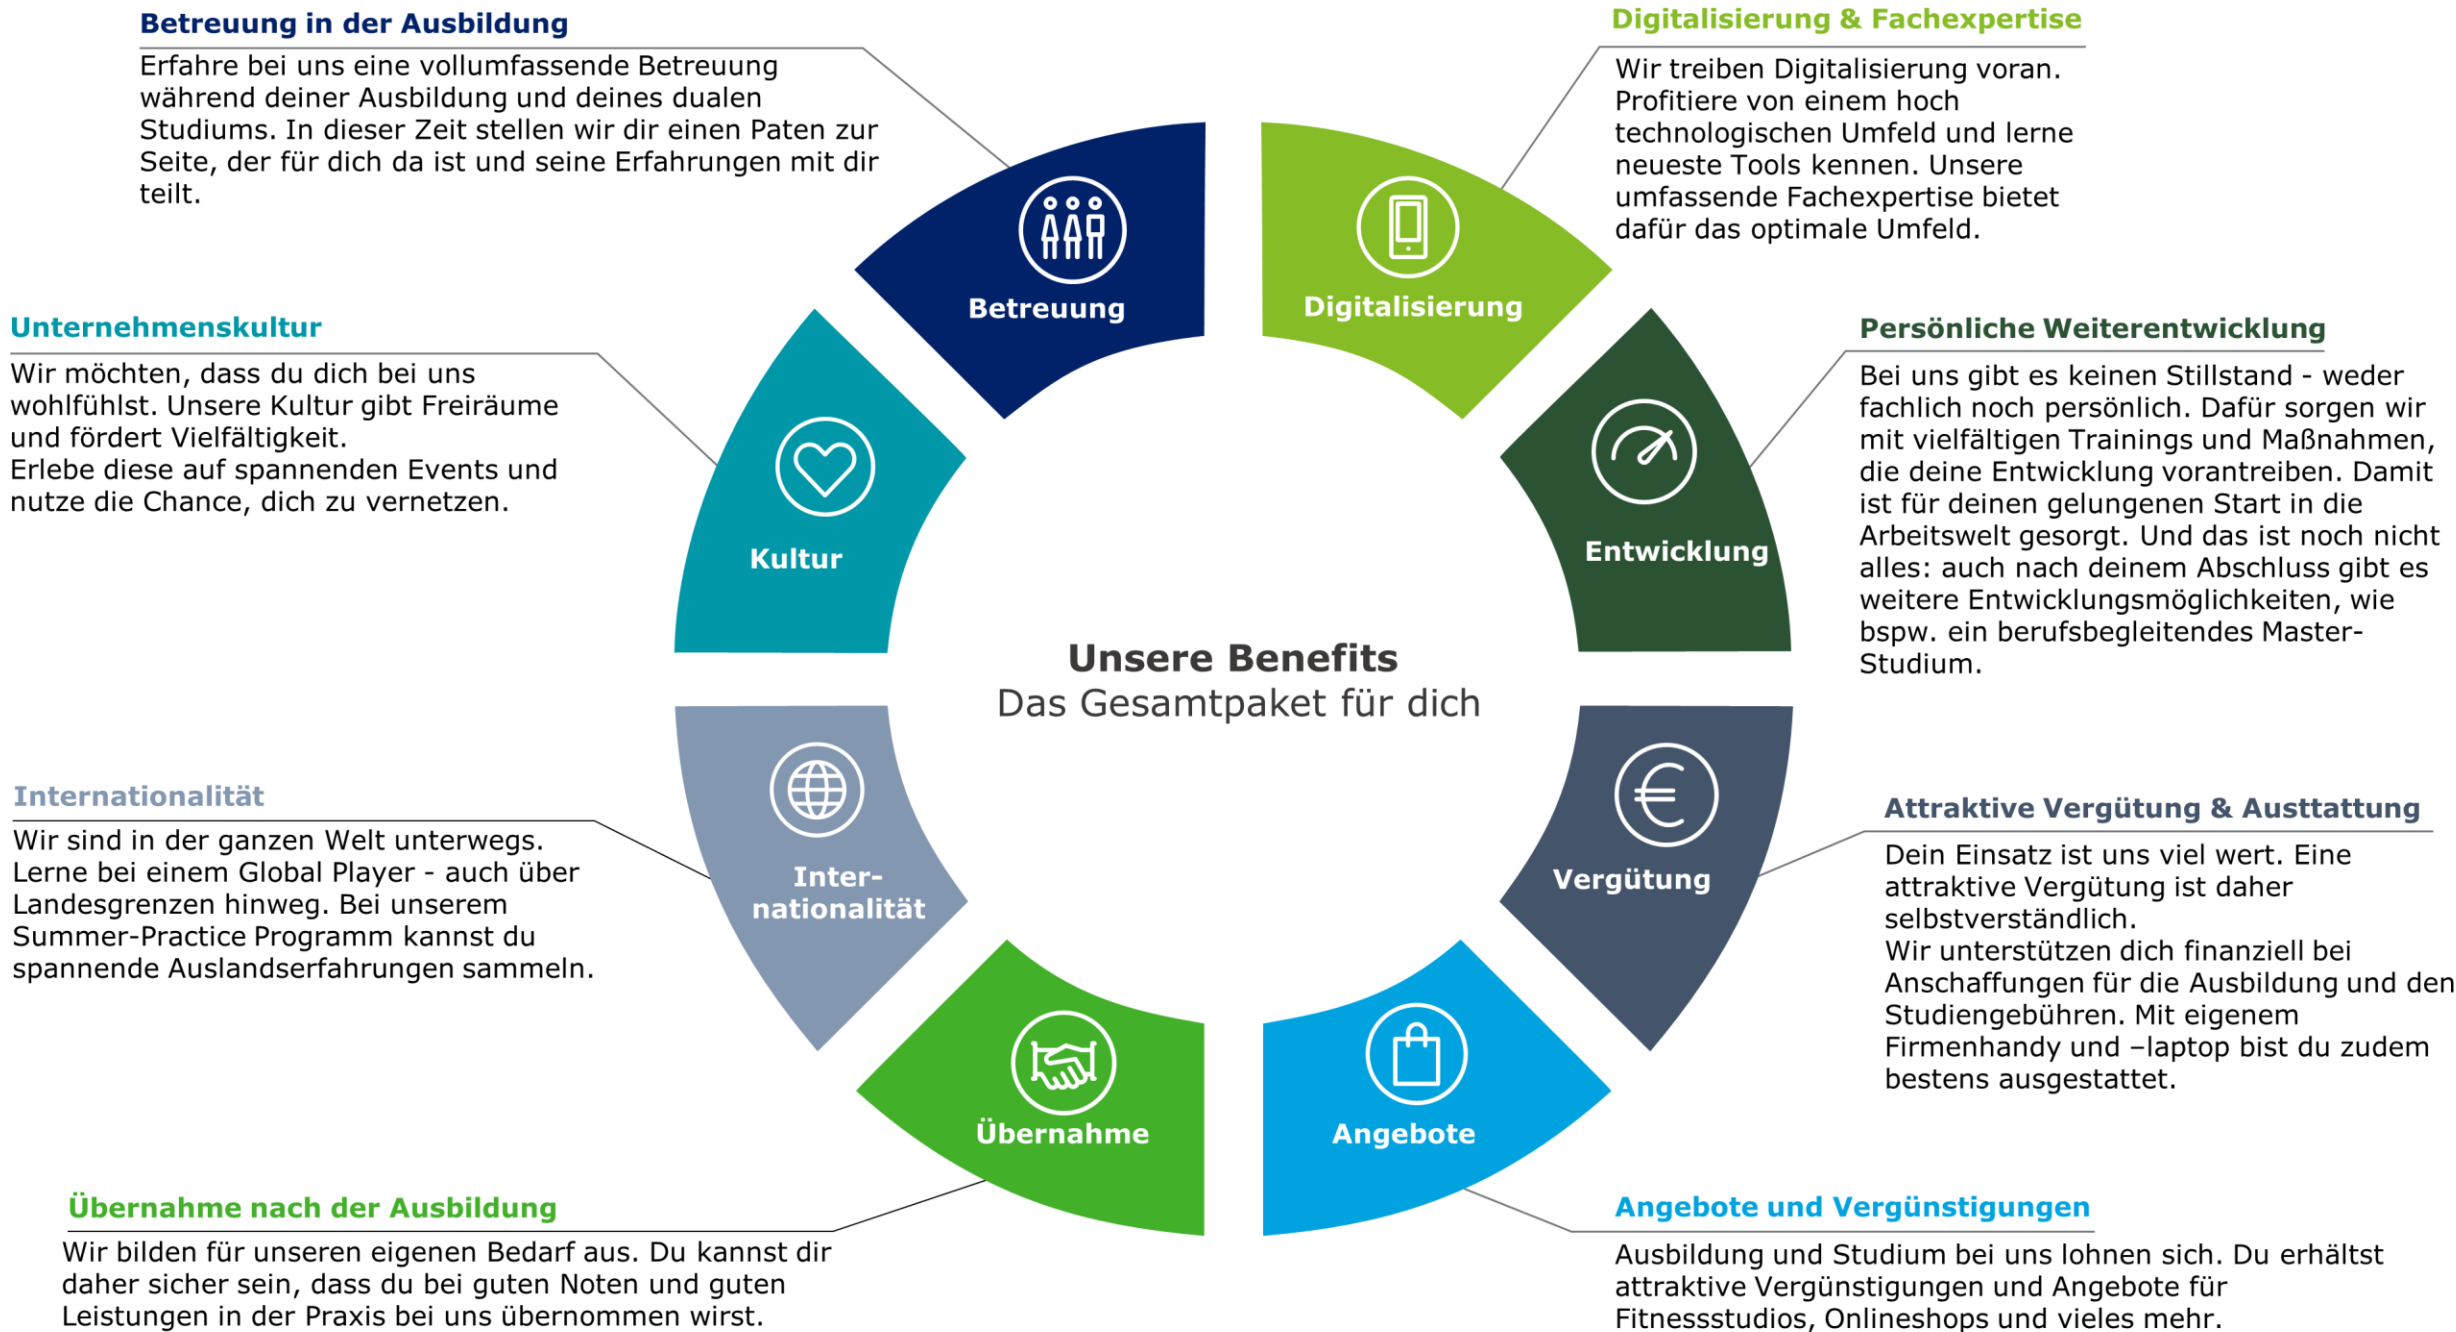 Betreuung in der Ausbildung
Erfahre bei uns eine vollumfassende Betreuung
während deiner Ausbildung und deines dualen
Studiums. In dieser Zeit stellen wir dir einen Paten zur
Seite, der für dich da ist und seine Erfahrungen mit dir
teilt.
Digitalisierung & Fachexpertise
Wir treiben Digitalisierung voran.
Profitiere von einem hoch
technologischen Umfeld und lerne
neueste Tools kennen. Unsere
umfassende Fachexpertise bietet
dafür das optimale Umfeld.
Betreuung
Digitalisierung
Unternehmenskultur
Wir möchten, dass du dich bei uns
wohlfühlst. Unsere Kultur gibt Freiräume
und fördert Vielfältigkeit.
Erlebe diese auf spannenden Events und
nutze die Chance, dich zu vernetzen.
Kultur
Entwicklung
Persönliche Weiterentwicklung
Bei uns gibt es keinen Stillstand - weder
fachlich noch persönlich. Dafür sorgen wir
mit vielfältigen Trainings und Maßnahmen,
die deine Entwicklung vorantreiben. Damit
ist für deinen gelungenen Start in die
Arbeitswelt gesorgt. Und das ist noch nicht
alles: auch nach deinem Abschluss gibt es
weitere Entwicklungsmöglichkeiten, wie
bspw. ein berufsbegleitendes Master-
Studium.
Unsere Benefits
Das Gesamtpaket für dich
Internationalität
Wir sind in der ganzen Welt unterwegs.
Lerne bei einem Global Player - auch über
Landesgrenzen hinweg. Bei unserem
Summer-Practice Programm kannst du
spannende Auslandserfahrungen sammeln.
Inter-
nationalität
€
Vergütung
Attraktive Vergütung & Austtattung
Dein Einsatz ist uns viel wert. Eine
attraktive Vergütung ist daher
selbstverständlich.
Wir unterstützen dich finanziell bei
Anschaffungen für die Ausbildung und den
Studiengebühren. Mit eigenem
Firmenhandy und –laptop bist du zudem
bestens ausgestattet.
Übernahme
Angebote
Übernahme nach der Ausbildung
Wir bilden für unseren eigenen Bedarf aus. Du kannst dir
daher sicher sein, dass du bei guten Noten und guten
Leistungen in der Praxis bei uns übernommen wirst.
Angebote und Vergünstigungen
Ausbildung und Studium bei uns lohnen sich. Du erhältst
attraktive Vergünstigungen und Angebote für
Fitnessstudios, Onlineshops und vieles mehr.